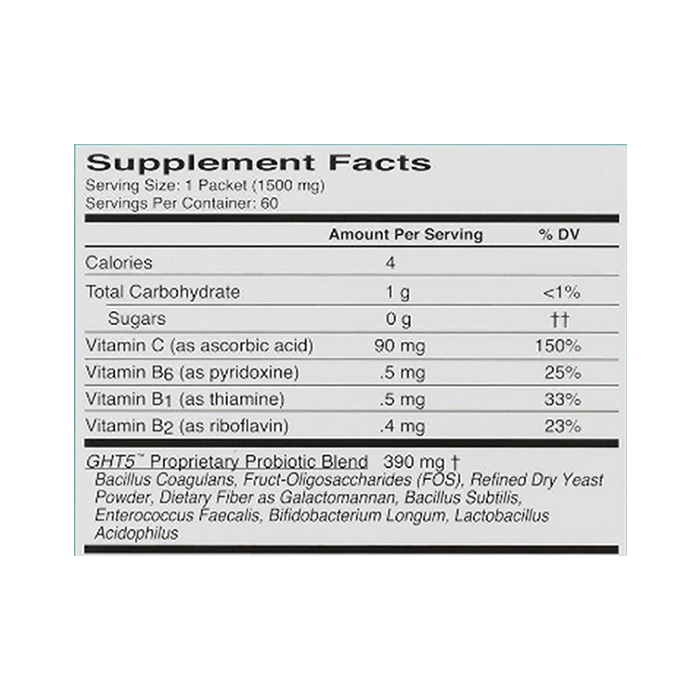 Supplement Facts
Serving Size: 1 Packet (1500 mg)
Servings Per Container: 60
Amount Per Serving % DV
Calories 4
Total Carbohydrate 1 g <1%
Sugars 0 g ††
Vitamin C (as ascorbic acid) 90 mg 150%
Vitamin B6 (as pyridoxine) .5 mg 25%
Vitamin B1 (as thiamine) .5 mg 33%
Vitamin B2 (as riboflavin) .4 mg 23%
GHT5™ Proprietary Probiotic Blend 390 mg †
Bacillus Coagulans, Fruct-Oligosaccharides (FOS), Refined Dry Yeast
Powder, Dietary Fiber as Galactomannan, Bacillus Subtilis,
Enterococcus Faecalis, Bifidobacterium Longum, Lactobacillus
Acidophilus